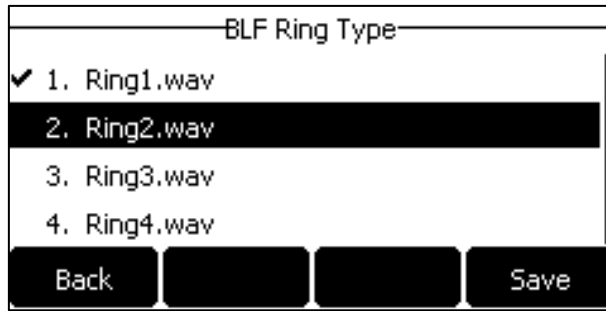 BLF Ring Type
✔ 1. Ring1.wav
2. Ring2.wav
3. Ring3.wav
4. Ring4.wav
Back Save